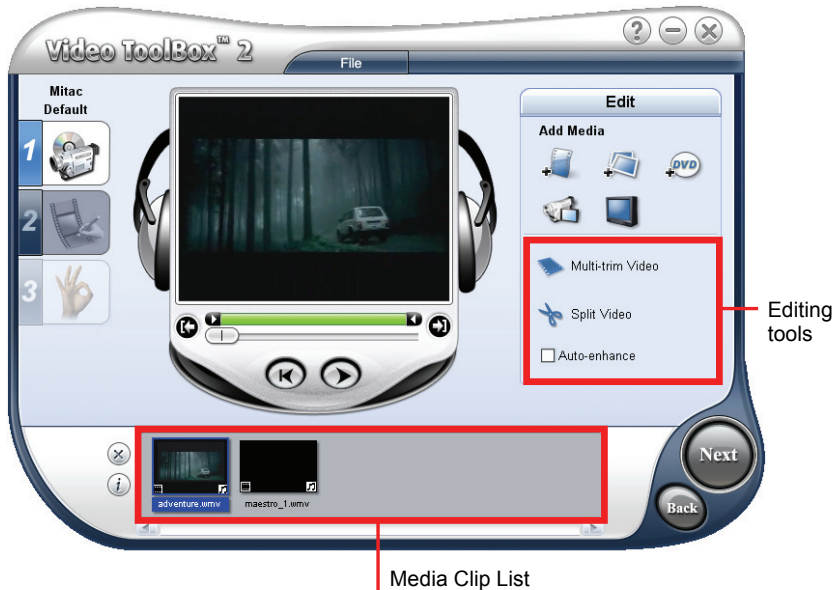 Video ToolBox™ 2
File
?
Mitac
Default
1
2
3
Edit
Add Media
DVD
Multi-trim Video
Split Video
Auto-enhance
Editing
tools
i
adventure.wmv
maestro_1.wmv
Next
Back
Media Clip List